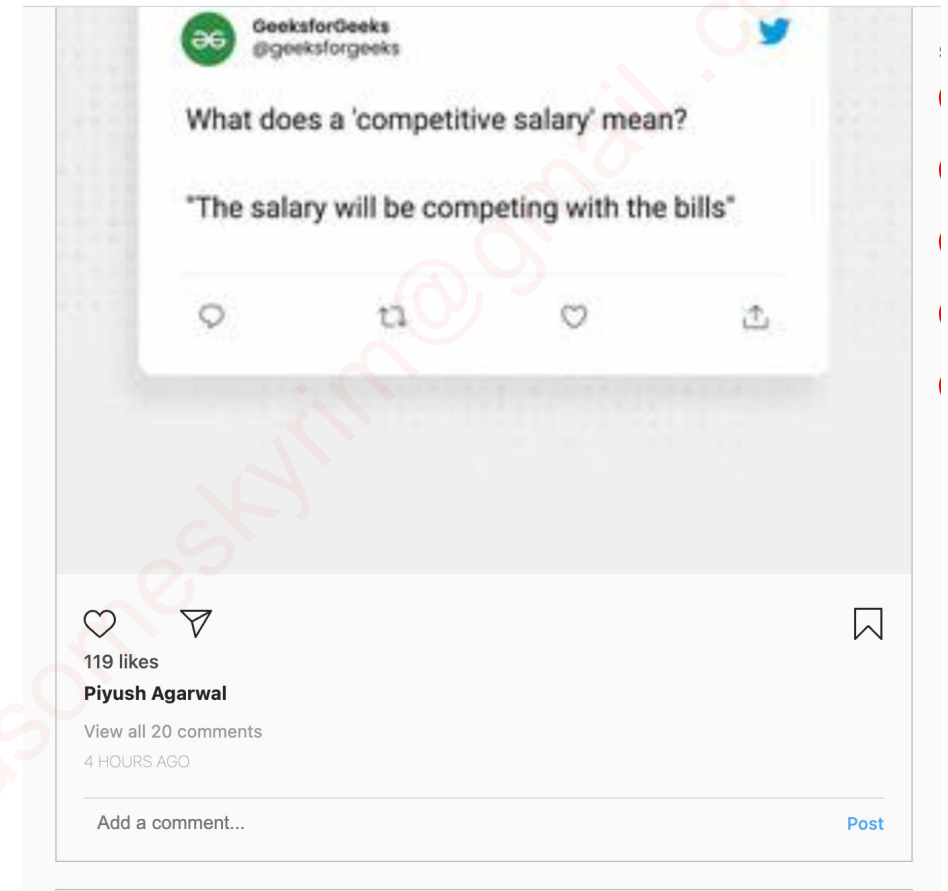 GeeksforGeeks
@geeksforgeeks
What does a 'competitive salary' mean?
"The salary will be competing with the bills"
119 likes
Piyush Agarwal
View all 20 comments
4 HOURS AGO
Add a comment...
Post